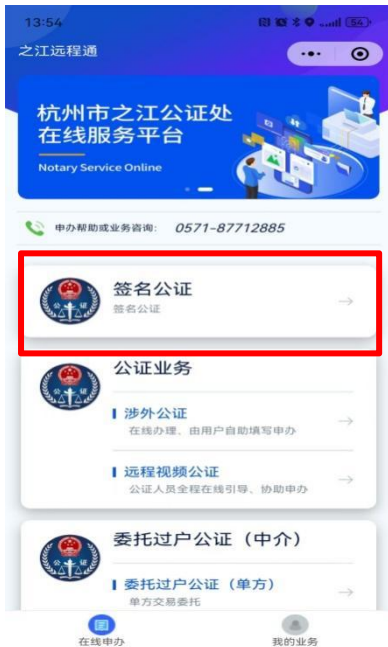 13:54
54
之江远程通
杭州市之江公证处
在线服务平台
Notary Service Online
申办帮助或业务咨询: 0571-87712885
签名公证
签名公证
公证业务
涉外公证
在线办理、由用户自助填写申办
远程视频公证
公证人员全程在线引导、协助申办
委托过户公证（中介）
委托过户公证（单方）
单方交易委托
在线申办
我的业务